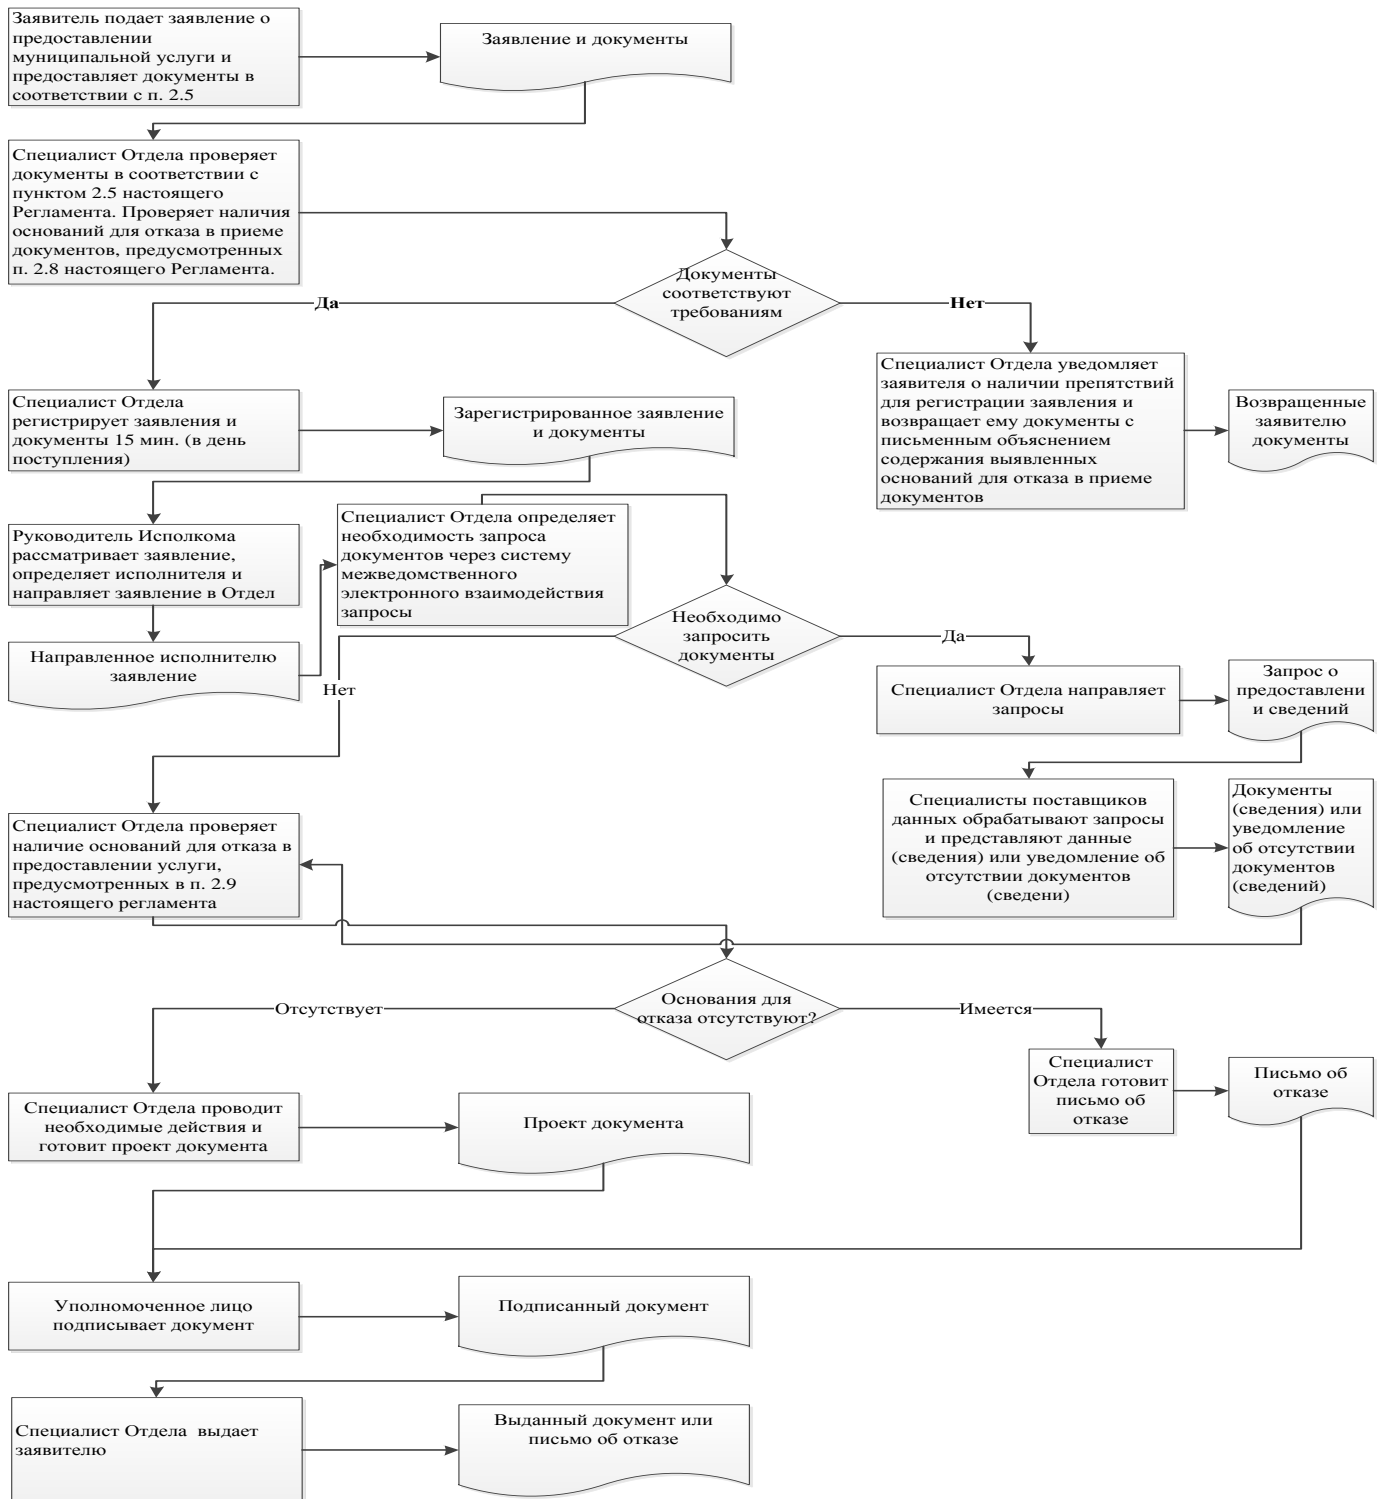 Заявитель подает заявление о
предоставлении
муниципальной услуги и
предоставляет документы в
соответствии с п. 2.5
Заявление и документы
Специалист Отдела проверяет
документы в соответствии с
пунктом 2.5 настоящего
Регламента. Проверяет наличия
оснований для отказа в приеме
документов, предусмотренных
п. 2.8 настоящего Регламента.
Документы
соответствуют
требованиям
Да
Нет
Специалист Отдела
регистрирует заявления и
документы 15 мин. (в день
поступления)
Зарегистрированное заявление
и документы
Специалист Отдела уведомляет
заявителя о наличии препятствий
для регистрации заявления и
возвращает ему документы с
письменным объяснением
содержания выявленных
оснований для отказа в приеме
документов
Возвращенные
заявителю
документы
Руководитель Исполкома
рассматривает заявление,
определяет исполнителя и
направляет заявление в Отдел
Специалист Отдела определяет
необходимость запроса
документов через систему
межведомственного
электронного взаимодействия
запросы
Направленное исполнителю
заявление
Необходимо
запросить
документы
Да
Нет
Специалист Отдела направляет
запросы
Запрос о
предоставлени
и сведений
Специалисты поставщиков
данных обрабатывают запросы
и представляют данные
(сведения) или уведомление об
отсутствии документов
(сведени)
Документы
(сведения) или
уведомление
об отсутствии
документов
(сведений)
Специалист Отдела проверяет
наличие оснований для отказа в
предоставлении услуги,
предусмотренных в п. 2.9
настоящего регламента
Основания для
отказа отсутствуют?
Отсутствует
Имеется
Специалист
Отдела готовит
письмо об
отказе
Письмо об
отказе
Специалист Отдела проводит
необходимые действия и
готовит проект документа
Проект документа
Уполномоченное лицо
подписывает документ
Подписанный документ
Специалист Отдела  выдает
заявителю
Выданный документ или
письмо об отказе